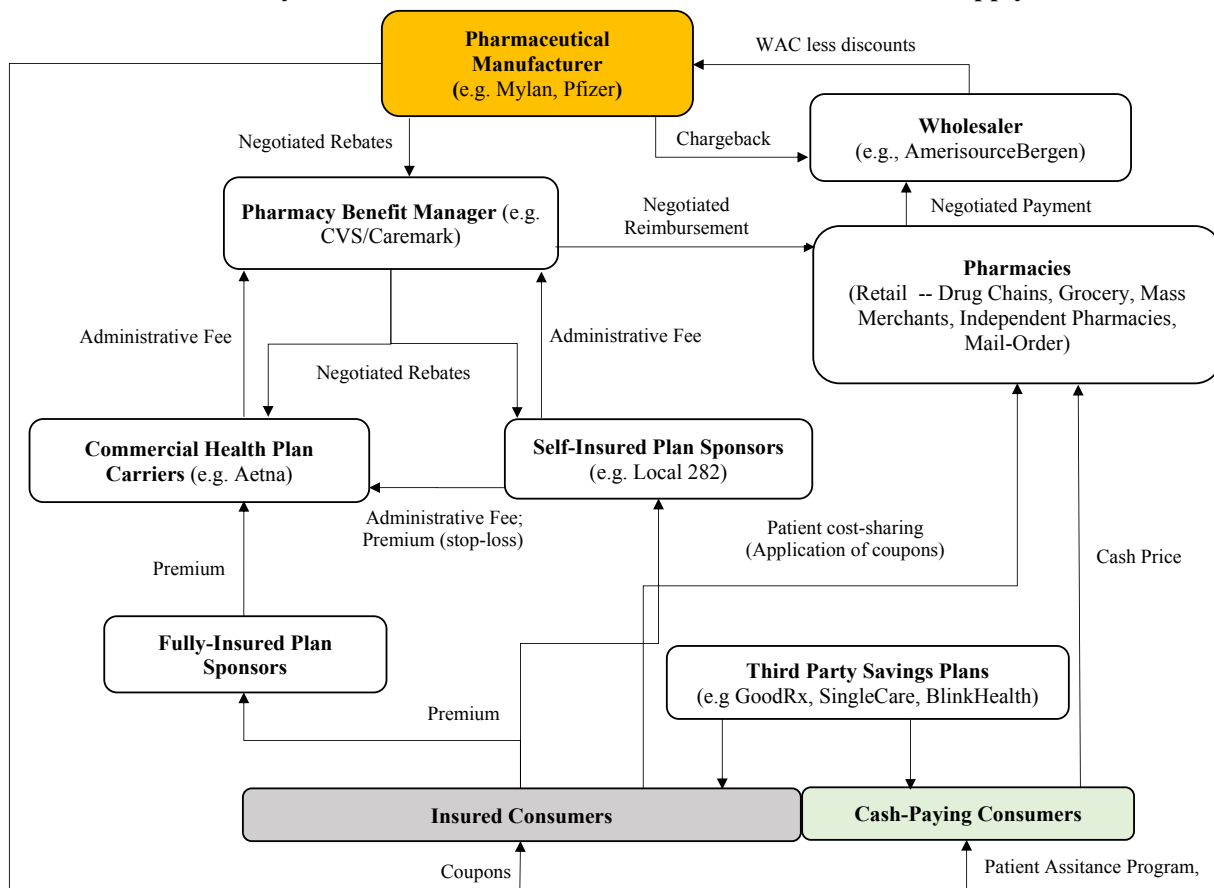 Pharmaceutical
Manufacturer
(e.g. Mylan, Pfizer)
WAC less discounts
Wholesaler
(e.g., AmerisourceBergen)
Negotiated Rebates
Chargeback
Pharmacy Benefit Manager (e.g.
CVS/Caremark)
Negotiated
Reimbursement
Negotiated Payment
Pharmacies
(Retail -- Drug Chains, Grocery, Mass
Merchants, Independent Pharmacies,
Mail-Order)
Administrative Fee
Administrative Fee
Negotiated Rebates
Commercial Health Plan
Carriers (e.g. Aetna)
Self-Insured Plan Sponsors
(e.g. Local 282)
Administrative Fee;
Premium (stop-loss)
Patient cost-sharing
(Application of coupons)
Cash Price
Premium
Fully-Insured Plan
Sponsors
Third Party Savings Plans
(e.g GoodRx, SingleCare, BlinkHealth)
Premium
Insured Consumers
Cash-Paying Consumers
Coupons
Patient Assitance Program,